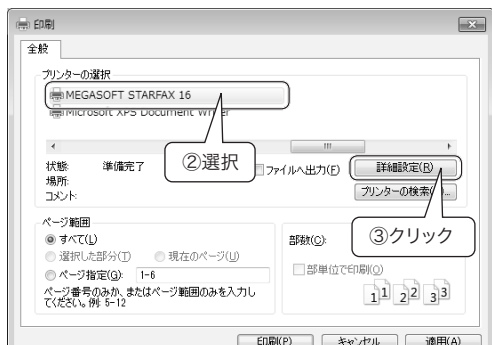 印刷
全般
プリンターの選択
MEGASOFT STARFAX 16
Microsoft XPS Document Writer
状態: 準備完了
場所:
コメント:
②選択
ファイルへ出力(F)
詳細設定(R)
プリンターの検索(D)...
③クリック
ページ範囲
すべて(L)
選択した部分(T)
現在のページ(U)
ページ指定(G): 1-6
ページ番号のみか、またはページ範囲のみを入力し
てください。例: 5-12
部数(C):
部単位で印刷(O)
1 1 2 2 3 3
印刷(P)
キャンセル
適用(A)